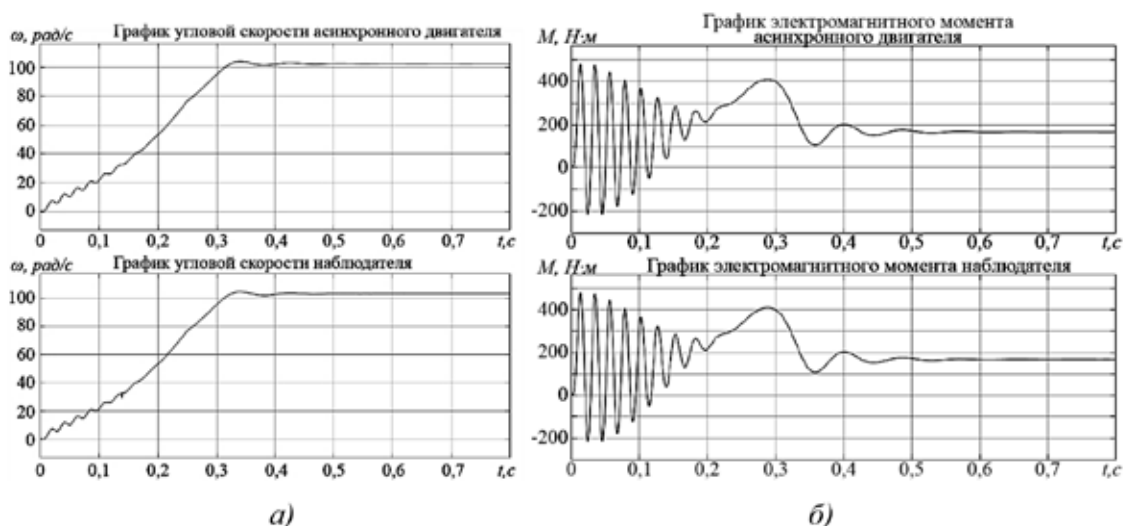 ω, рад/с График угловой скорости асинхронного двигателя
100
80
60
40
20
0
0 0,1 0,2 0,3 0,4 0,5 0,6 0,7 t,с
ω, рад/с График угловой скорости наблюдателя
100
80
60
40
20
0
0 0,1 0,2 0,3 0,4 0,5 0,6 0,7 t,с
а)
График электромагнитного момента
М, Н·м асинхронного двигателя
400
200
0
-200
0 0,1 0,2 0,3 0,4 0,5 0,6 0,7 t,с
М, Н·м График электромагнитного момента наблюдателя
400
200
0
-200
0 0,1 0,2 0,3 0,4 0,5 0,6 0,7 t,с
б)